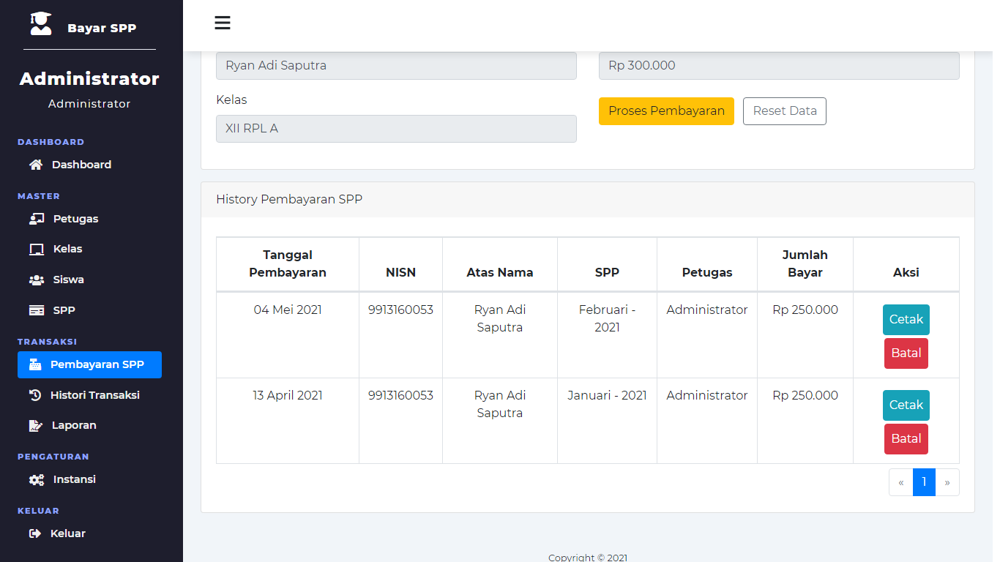 Bayar SPP
Administrator
Administrator
DASHBOARD
Dashboard
MASTER
Petugas
Kelas
Siswa
SPP
TRANSAKSI
Pembayaran SPP
Histori Transaksi
Laporan
PENGATURAN
Instansi
KELUAR
Keluar
Ryan Adi Saputra
Rp 300.000
Kelas
XII RPL A
Proses Pembayaran
Reset Data
History Pembayaran SPP
Tanggal
Pembayaran
NISN
Atas Nama
SPP
Petugas
Jumlah
Bayar
Aksi
04 Mei 2021
9913160053
Ryan Adi
Saputra
Februari -
2021
Administrator
Rp 250.000
Cetak
Batal
13 April 2021
9913160053
Ryan Adi
Saputra
Januari - 2021
Administrator
Rp 250.000
Cetak
Batal
« 1 »
Copyright © 2021